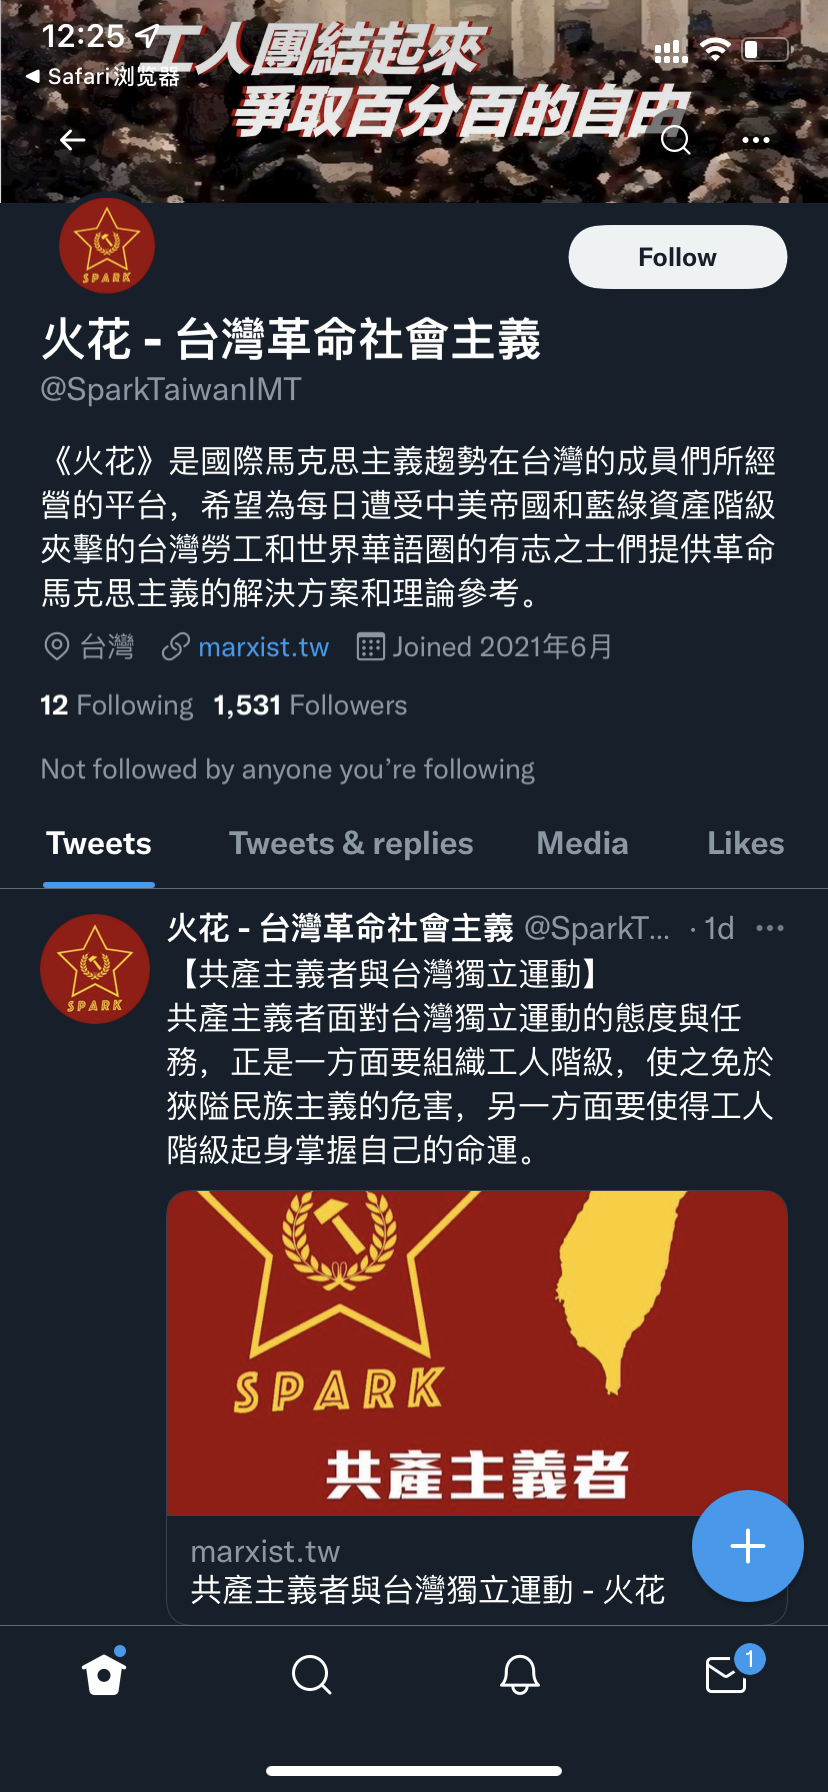 工人團結起來
12:25
◀ Safari浏览器
爭取百分百的自由
SPARK
Follow
火花 - 台灣革命社會主義
@SparkTaiwanIMT
《火花》是國際馬克思主義趨勢在台灣的成員們所經
營的平台，希望為每日遭受中美帝國和藍綠資產階級
夾擊的台灣勞工和世界華語圈的有志之士們提供革命
馬克思主義的解決方案和理論參考。
台灣 marxist.tw Joined 2021年6月
12 Following 1,531 Followers
Not followed by anyone you’re following
Tweets Tweets & replies Media Likes
火花 - 台灣革命社會主義 @SparkT... · 1d
SPARK
【共產主義者與台灣獨立運動】
共產主義者面對台灣獨立運動的態度與任
務，正是一方面要組織工人階級，使之免於
狹隘民族主義的危害，另一方面要使得工人
階級起身掌握自己的命運。
SPARK
共產主義者
marxist.tw
共產主義者與台灣獨立運動 - 火花
1